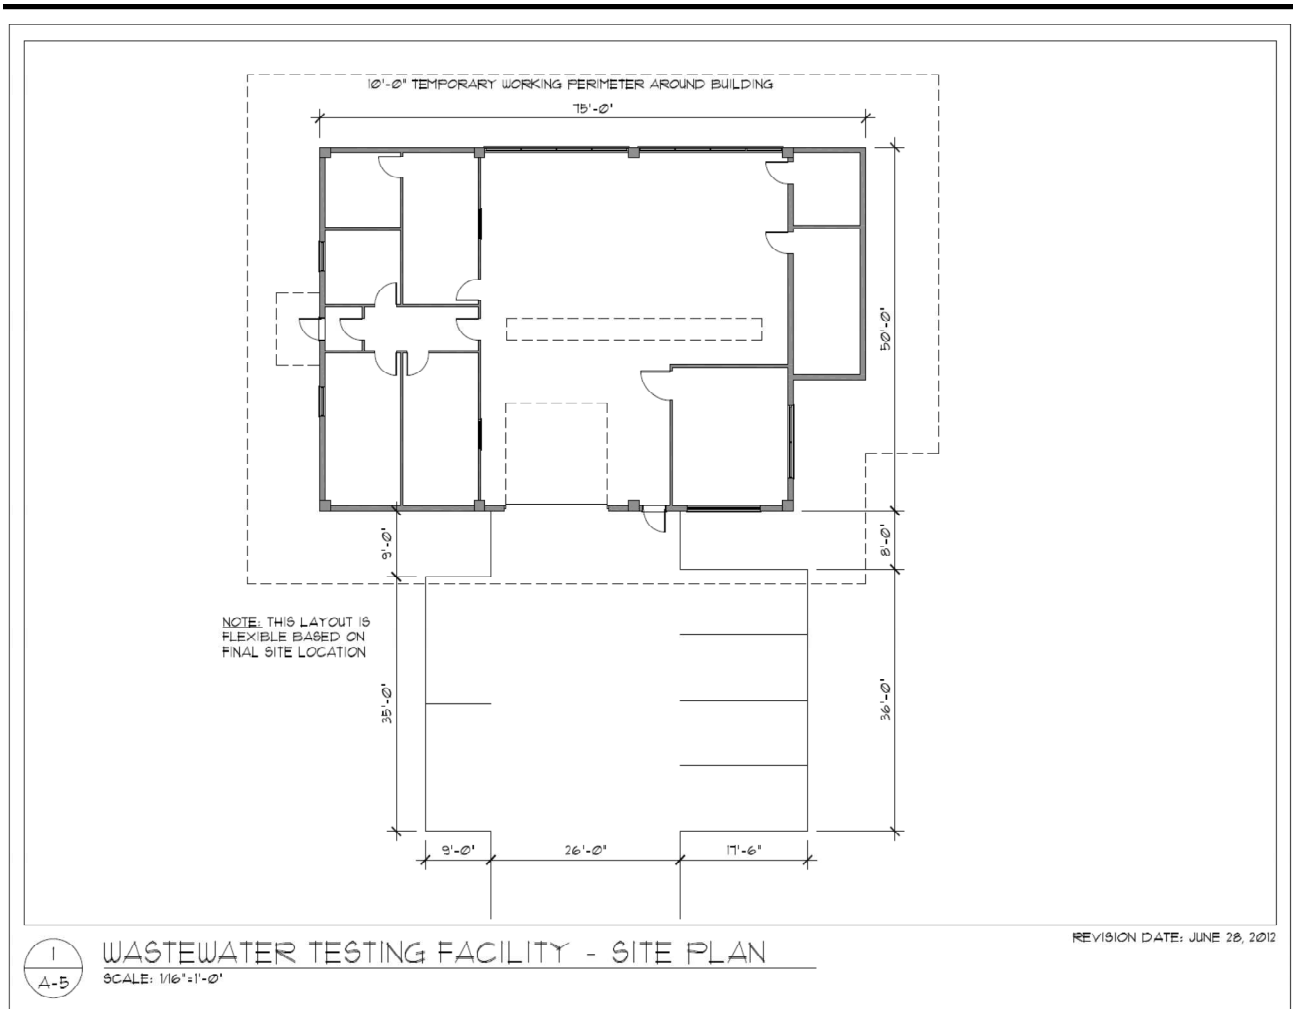 10'-0" TEMPORARY WORKING PERIMETER AROUND BUILDING
75'-0"
50'-0"
9'-0"
8'-0"
NOTE: THIS LAYOUT IS
FLEXIBLE BASED ON
FINAL SITE LOCATION
35'-0"
36'-0"
9'-0"
26'-0"
17'-6"
1
A-5
WASTEWATER TESTING FACILITY - SITE PLAN
SCALE: 1/16"=1'-0"
REVISION DATE: JUNE 28, 2012